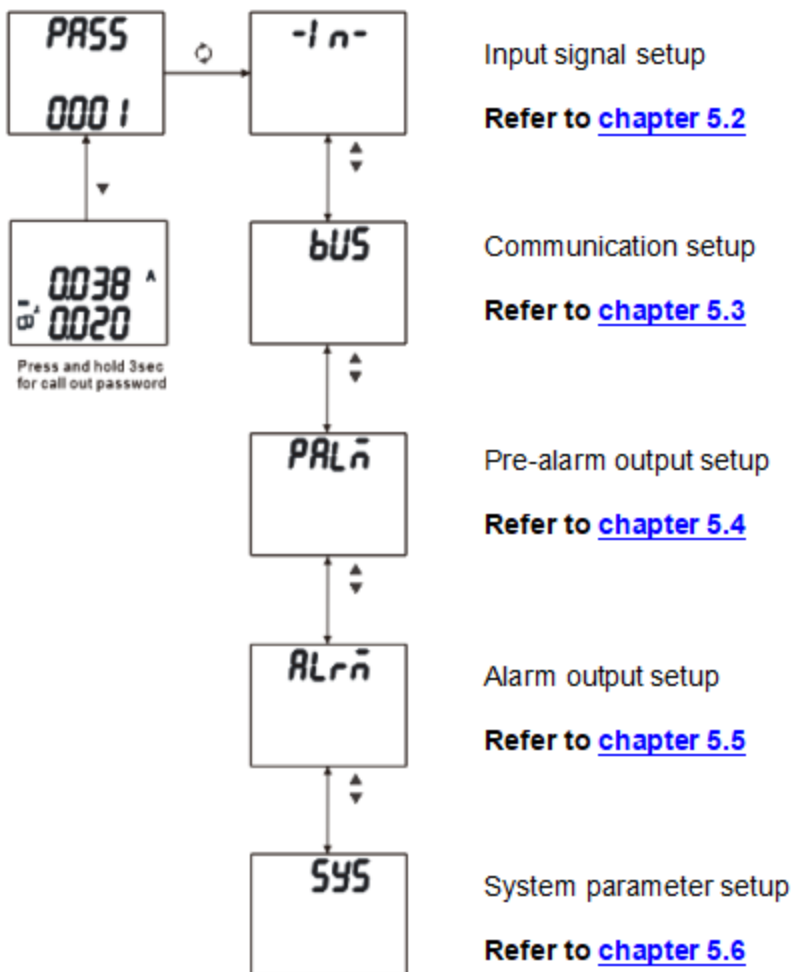 PASS
0001
-In-
Input signal setup
Refer to chapter 5.2
0.038 A
0.020
Press and hold 3sec
for call out password
bUS
Communication setup
Refer to chapter 5.3
PALm
Pre-alarm output setup
Refer to chapter 5.4
ALrm
Alarm output setup
Refer to chapter 5.5
SYS
System parameter setup
Refer to chapter 5.6